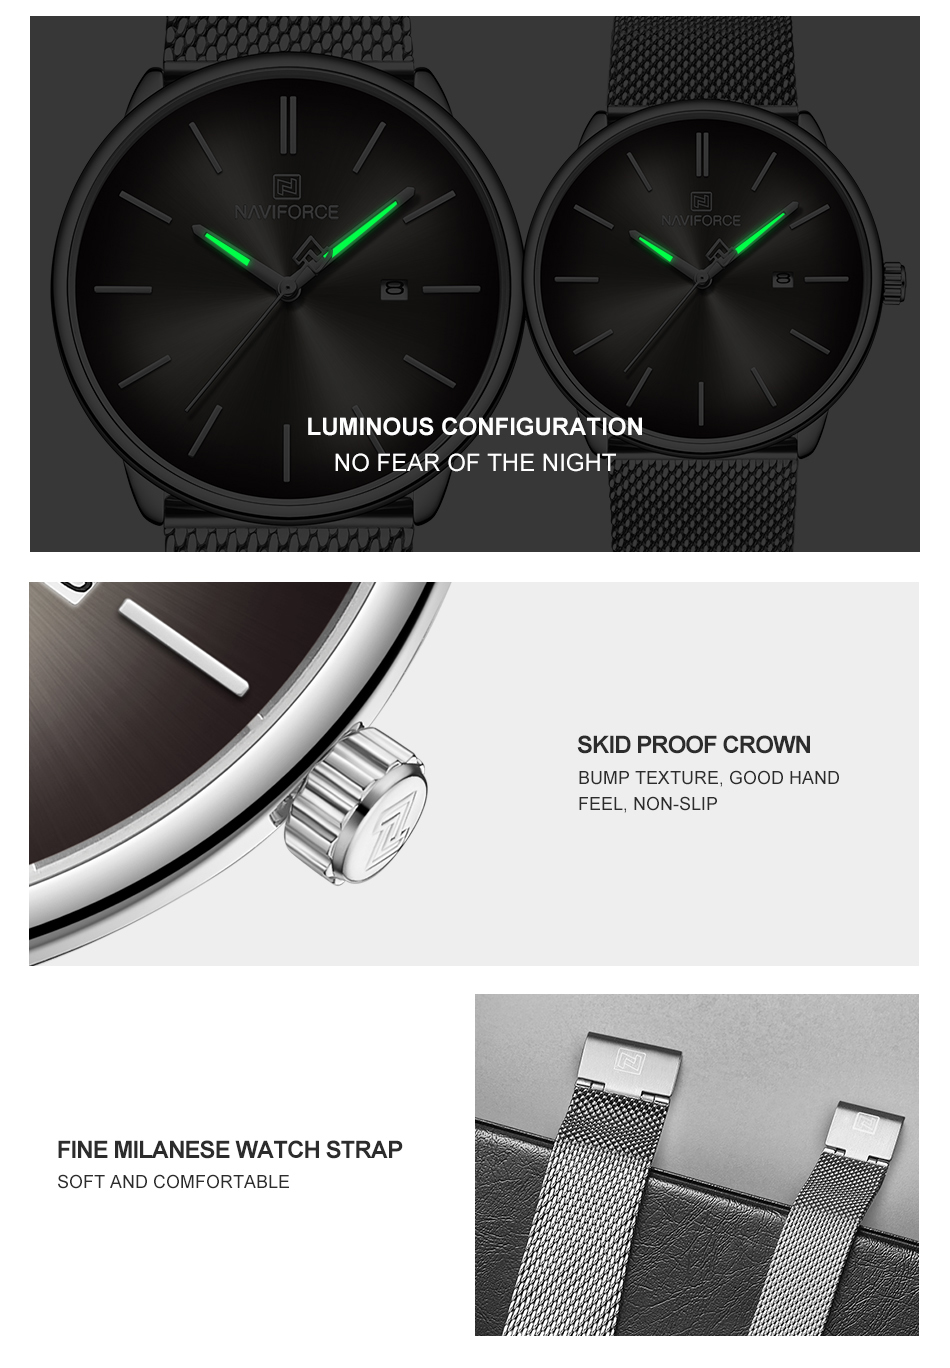 NAVIFORCE
8
NAVIFORCE
8
LUMINOUS CONFIGURATION
NO FEAR OF THE NIGHT
SKID PROOF CROWN
BUMP TEXTURE, GOOD HAND
FEEL, NON-SLIP
FINE MILANESE WATCH STRAP
SOFT AND COMFORTABLE